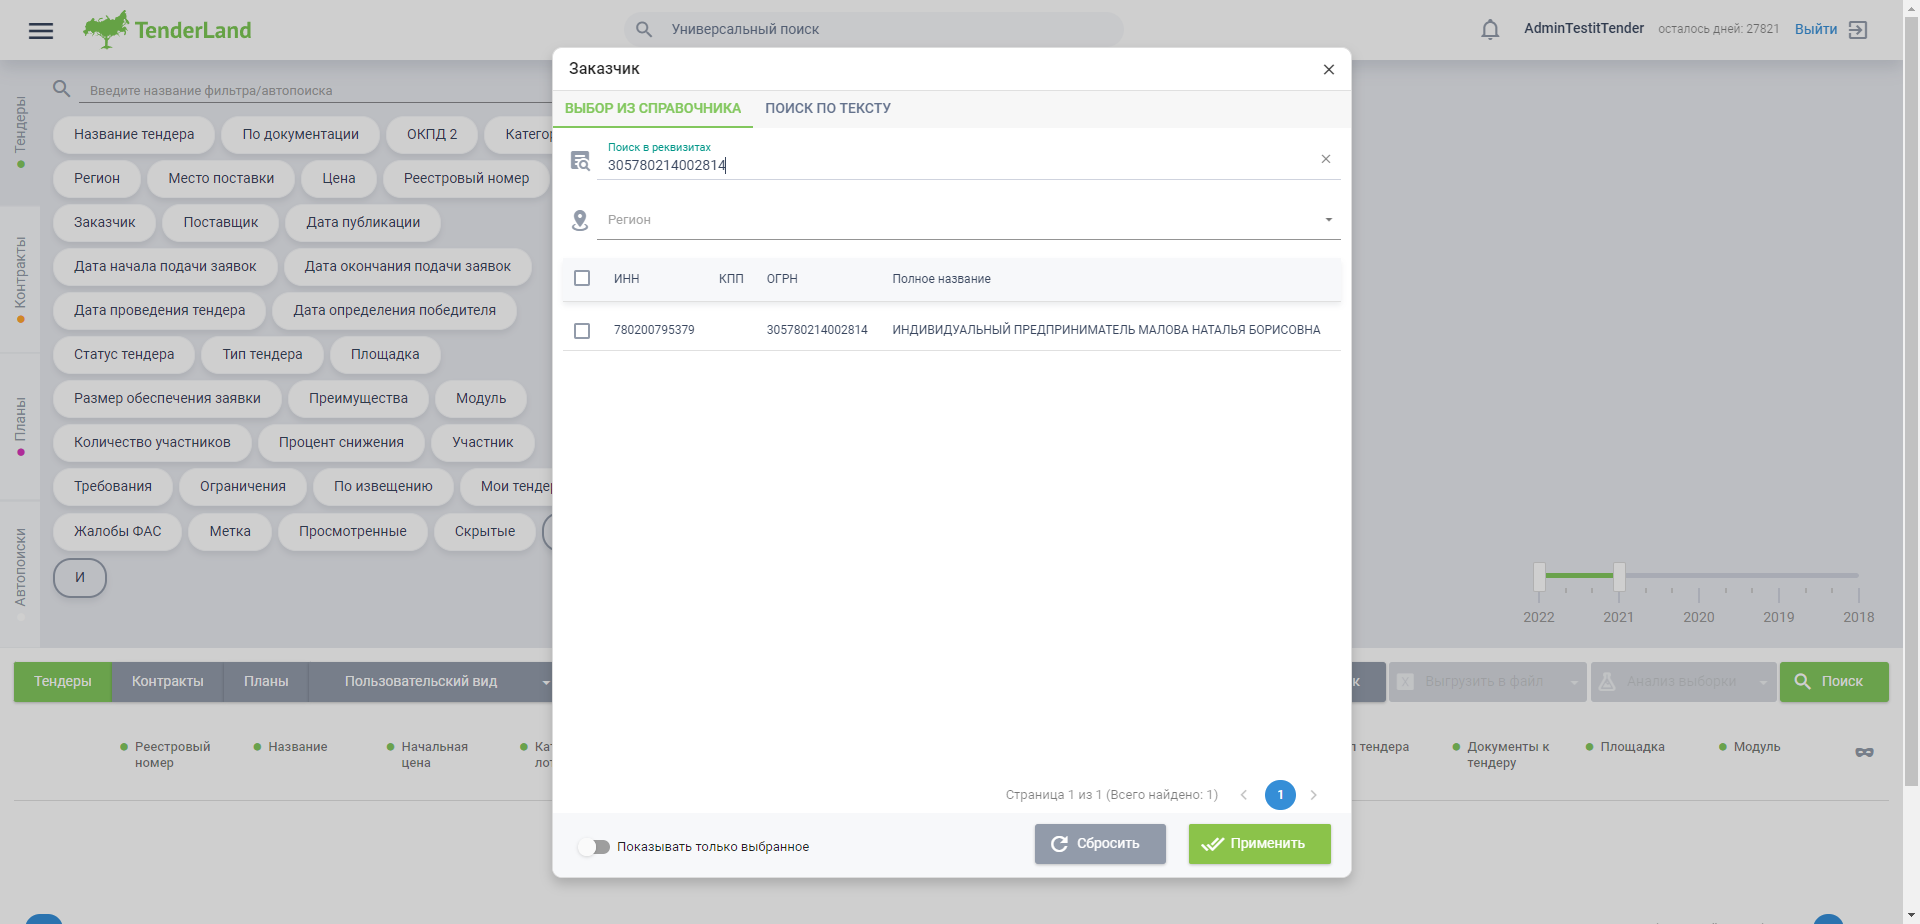 TenderLand
Универсальный поиск
AdminTestitTender
осталось дней: 27821
Выйти
Введите название фильтра/автопоиска
Тендеры
Контракты
Планы
Автопоиски
Название тендера
По документации
ОКПД 2
Категор
Регион
Место поставки
Цена
Реестровый номер
Заказчик
Поставщик
Дата публикации
Дата начала подачи заявок
Дата окончания подачи заявок
Дата проведения тендера
Дата определения победителя
Статус тендера
Тип тендера
Площадка
Размер обеспечения заявки
Преимущества
Модуль
Количество участников
Процент снижения
Участник
Требования
Ограничения
По извещению
Мои тенде
Жалобы ФАС
Метка
Просмотренные
Скрытые
И
Заказчик
ВЫБОР ИЗ СПРАВОЧНИКА
ПОИСК ПО ТЕКСТУ
Поиск в реквизитах
305780214002814
Регион
ИНН
КПП
ОГРН
Полное название
780200795379
305780214002814
ИНДИВИДУАЛЬНЫЙ ПРЕДПРИНИМАТЕЛЬ МАЛОВА НАТАЛЬЯ БОРИСОВНА
Страница 1 из 1 (Всего найдено: 1)
1
Показывать только выбранное
Сбросить
Применить
2022
2021
2020
2019
2018
Тендеры
Контракты
Планы
Пользовательский вид
к
Выгрузить в файл
Анализ выборки
Поиск
Реестровый
номер
Название
Начальная
цена
Ка
ло
п тендера
Документы к
тендеру
Площадка
Модуль